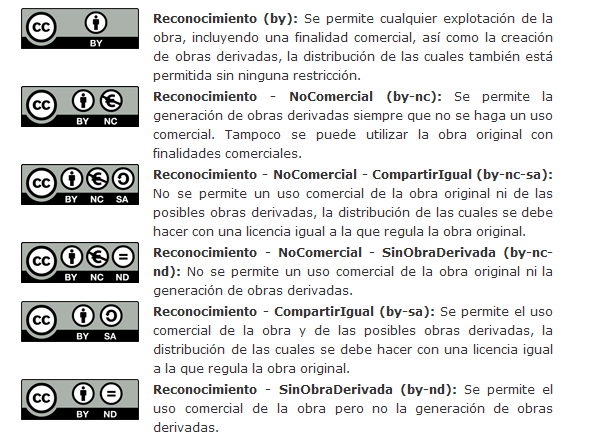 cc
BY
Reconocimiento (by): Se permite cualquier explotación de la
obra, incluyendo una finalidad comercial, así como la creación
de obras derivadas, la distribución de las cuales también está
permitida sin ninguna restricción.
cc
BY NC
Reconocimiento - NoComercial (by-nc): Se permite la
generación de obras derivadas siempre que no se haga un uso
comercial. Tampoco se puede utilizar la obra original con
finalidades comerciales.
cc
BY NC SA
Reconocimiento - NoComercial - CompartirIgual (by-nc-sa):
No se permite un uso comercial de la obra original ni de las
posibles obras derivadas, la distribución de las cuales se debe
hacer con una licencia igual a la que regula la obra original.
cc
BY NC ND
Reconocimiento - NoComercial - SinObraDerivada (by-nc-
nd): No se permite un uso comercial de la obra original ni la
generación de obras derivadas.
cc
BY SA
Reconocimiento - CompartirIgual (by-sa): Se permite el uso
comercial de la obra y de las posibles obras derivadas, la
distribución de las cuales se debe hacer con una licencia igual
a la que regula la obra original.
cc
BY ND
Reconocimiento - SinObraDerivada (by-nd): Se permite el
uso comercial de la obra pero no la generación de obras
derivadas.